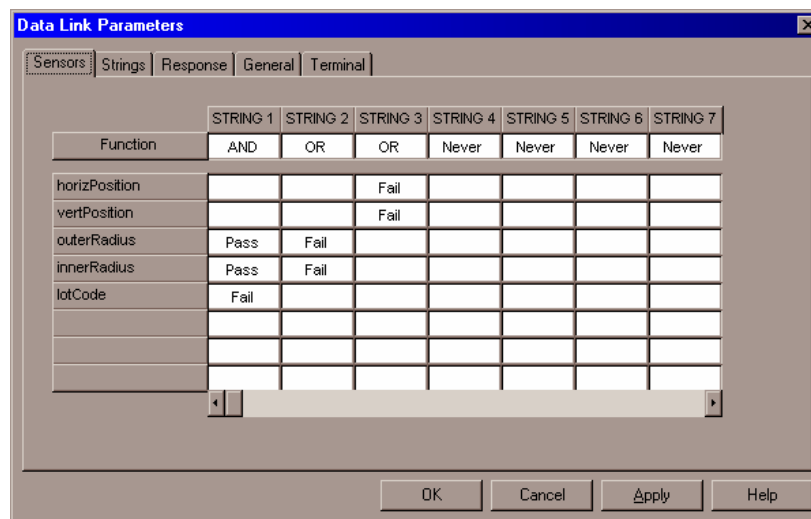 Data Link Parameters
Sensors Strings Response General Terminal
STRING 1 STRING 2 STRING 3 STRING 4 STRING 5 STRING 6 STRING 7
Function AND OR OR Never Never Never Never
horizPosition Fail
vertPosition Fail
outerRadius Pass Fail
innerRadius Pass Fail
lotCode Fail
OK Cancel Apply Help